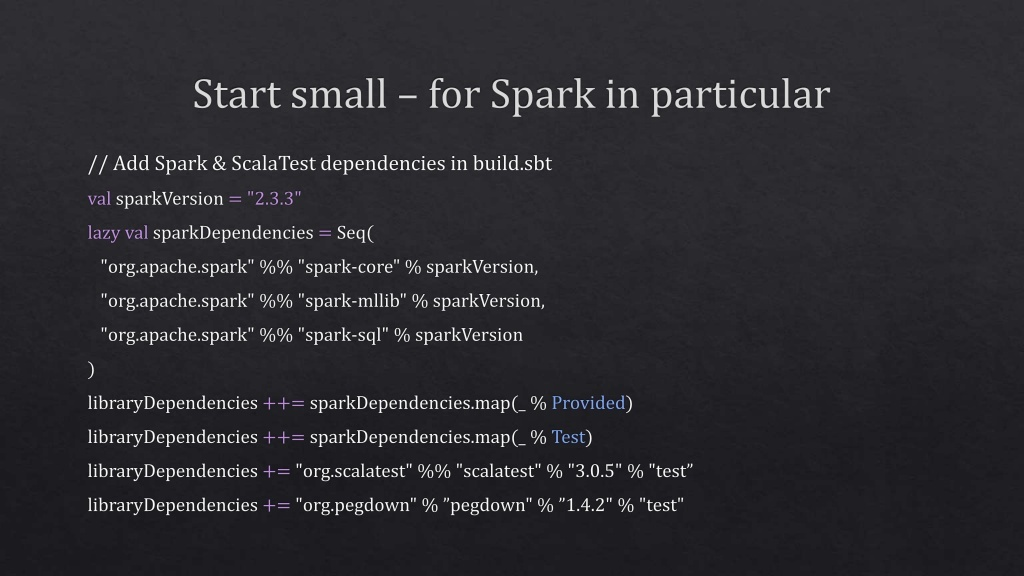 Start small – for Spark in particular
// Add Spark & ScalaTest dependencies in build.sbt
val sparkVersion = "2.3.3"
lazy val sparkDependencies = Seq(
"org.apache.spark" %% "spark-core" % sparkVersion,
"org.apache.spark" %% "spark-mllib" % sparkVersion,
"org.apache.spark" %% "spark-sql" % sparkVersion
)
libraryDependencies ++= sparkDependencies.map(_ % Provided)
libraryDependencies ++= sparkDependencies.map(_ % Test)
libraryDependencies += "org.scalatest" %% "scalatest" % "3.0.5" % "test”
libraryDependencies += "org.pegdown" % ”pegdown" % ”1.4.2" % "test"